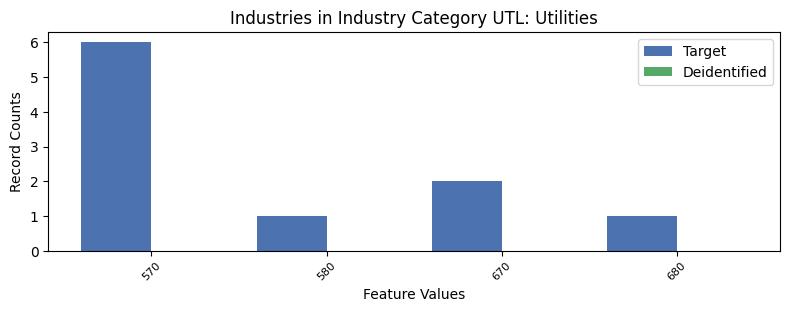 Industries in Industry Category UTL: Utilities
Target
Deidentified
Record Counts
6
5
4
3
2
1
0
570
580
670
680
Feature Values